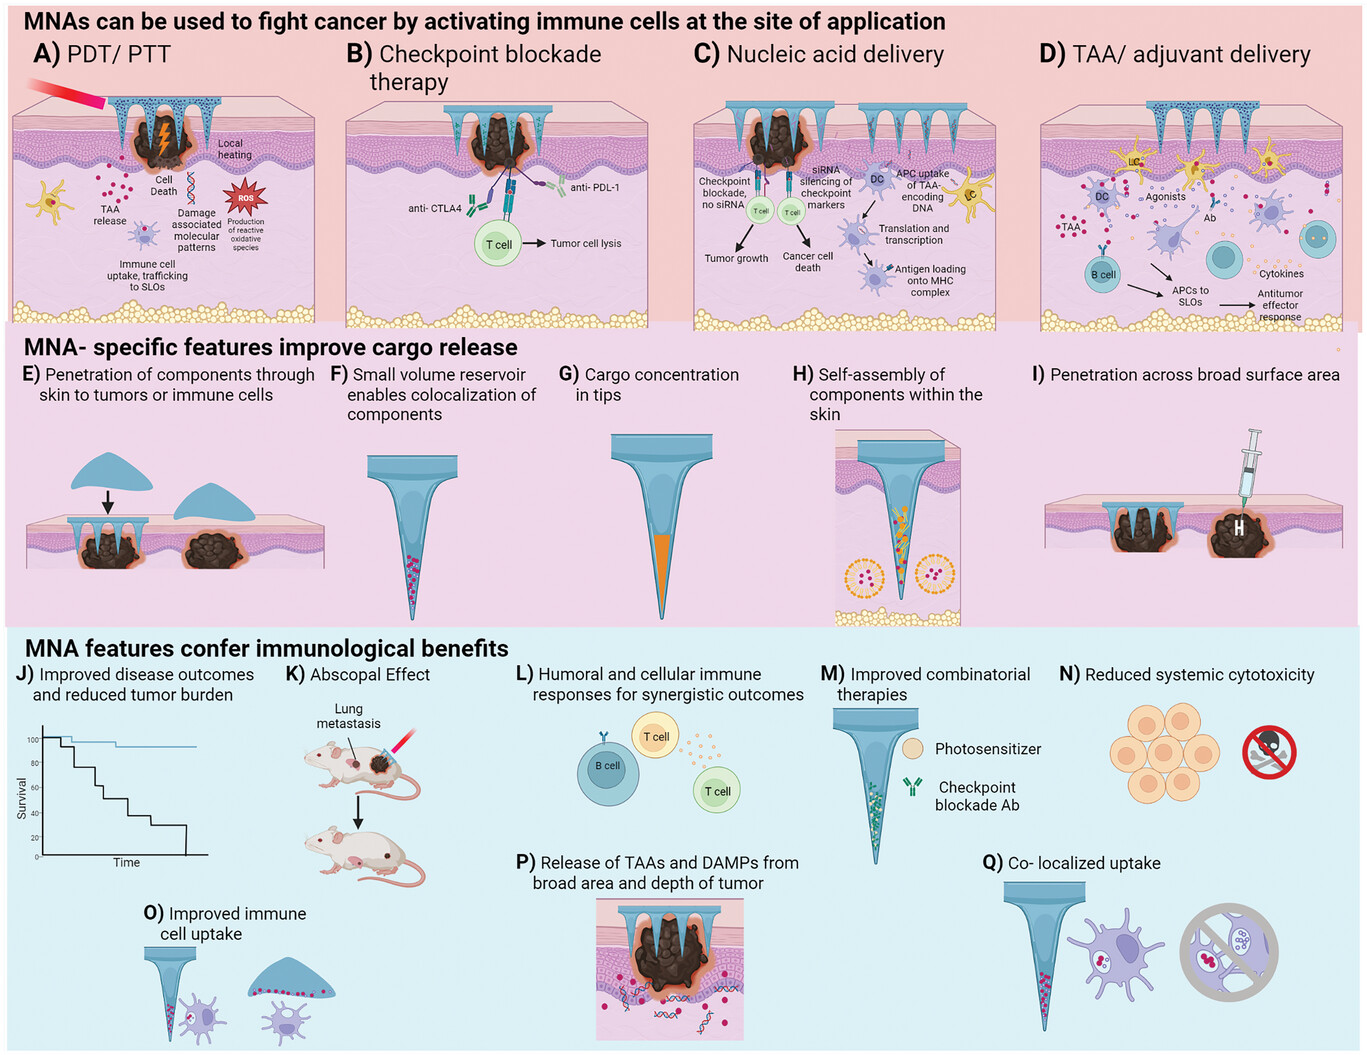 MNAs can be used to fight cancer by activating immune cells at the site of application
A) PDT/ PTT
Local
heating
Cell
Death
TAA
release
Damage
associated
molecular
patterns
ROS
Production
of reactive
oxidative
species
Immune cell
uptake, trafficking
to SLOs
B) Checkpoint blockade
therapy
anti- PDL-1
anti- CTLA4
T cell
Tumor cell lysis
C) Nucleic acid delivery
Checkpoint
blockade,
no siRNA
siRNA
silencing of
checkpoint
markers
T cell
T cell
Tumor growth
Cancer cell
death
DC
APC uptake
of TAA-
encoding
DNA
LC
Translation and
transcription
Antigen loading
onto MHC
complex
D) TAA/ adjuvant delivery
LC
DC
Agonists
Ab
TAA
B cell
Cytokines
APCs to
SLOs
Antitumor
effector
response
MNA- specific features improve cargo release
E) Penetration of components through
skin to tumors or immune cells
F) Small volume reservoir
enables colocalization of
components
G) Cargo concentration
in tips
H) Self-assembly of
components within the
skin
I) Penetration across broad surface area
H
MNA features confer immunological benefits
J) Improved disease outcomes
and reduced tumor burden
Survival
100
80
60
40
20
0
Time
K) Abscopal Effect
Lung
metastasis
L) Humoral and cellular immune
responses for synergistic outcomes
T cell
B cell
T cell
M) Improved combinatorial
therapies
Photosensitizer
Checkpoint
blockade Ab
N) Reduced systemic cytotoxicity
O) Improved immune
cell uptake
P) Release of TAAs and DAMPs from
broad area and depth of tumor
Q) Co- localized uptake